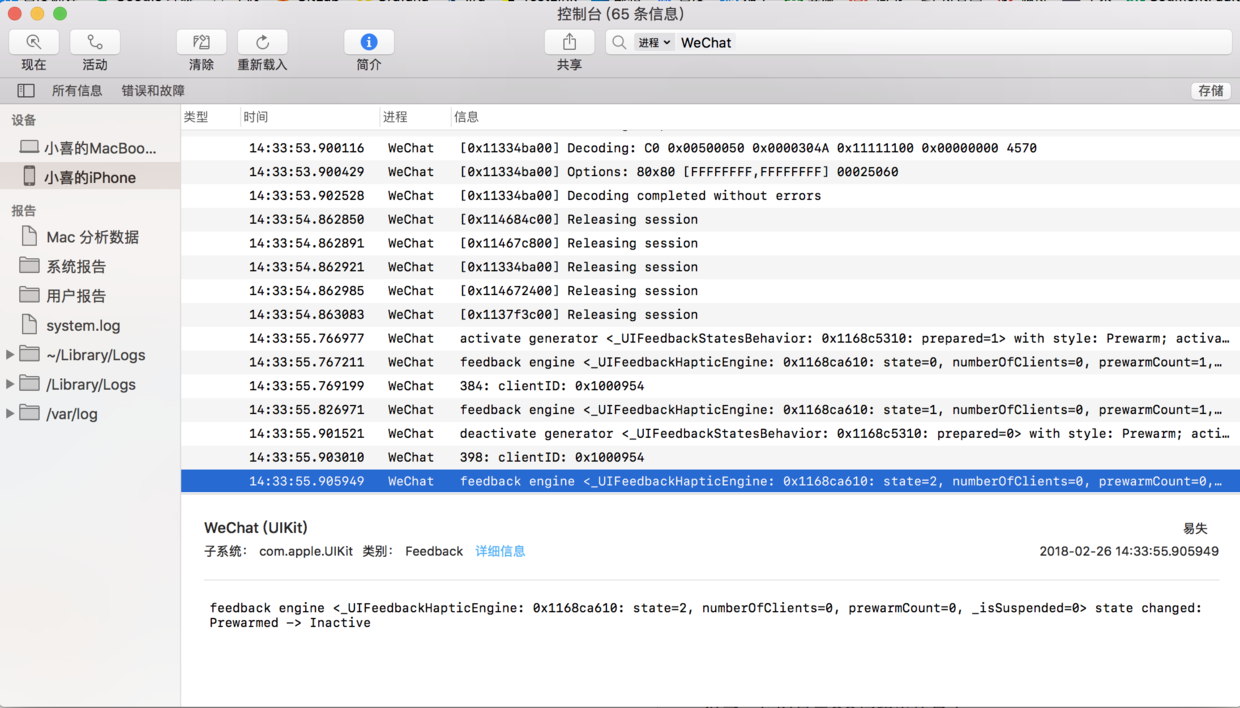 控制台 (65 条信息)
进程 WeChat
现在 活动 清除 重新载入 简介 共享
所有信息 错误和故障 存储
设备
小喜的MacBoo...
小喜的iPhone
报告
Mac 分析数据
系统报告
用户报告
system.log
~/Library/Logs
/Library/Logs
/var/log
类型 时间 进程 信息
14:33:53.900116 WeChat [0x11334ba00] Decoding: C0 0x00500050 0x0000304A 0x11111100 0x00000000 4570
14:33:53.900429 WeChat [0x11334ba00] Options: 80x80 [FFFFFFFF,FFFFFFFF] 00025060
14:33:53.902528 WeChat [0x11334ba00] Decoding completed without errors
14:33:54.862850 WeChat [0x114684c00] Releasing session
14:33:54.862891 WeChat [0x11467c800] Releasing session
14:33:54.862921 WeChat [0x11334ba00] Releasing session
14:33:54.862985 WeChat [0x114672400] Releasing session
14:33:54.863083 WeChat [0x1137f3c00] Releasing session
14:33:55.766977 WeChat activate generator <_UIFeedbackStatesBehavior: 0x1168c5310: prepared=1> with style: Prewarm; activa…
14:33:55.767211 WeChat feedback engine <_UIFeedbackHapticEngine: 0x1168ca610: state=0, numberOfClients=0, prewarmCount=1,…
14:33:55.769199 WeChat 384: clientID: 0x1000954
14:33:55.826971 WeChat feedback engine <_UIFeedbackHapticEngine: 0x1168ca610: state=1, numberOfClients=0, prewarmCount=1,…
14:33:55.901521 WeChat deactivate generator <_UIFeedbackStatesBehavior: 0x1168c5310: prepared=0> with style: Prewarm; acti…
14:33:55.903010 WeChat 398: clientID: 0x1000954
14:33:55.905949 WeChat feedback engine <_UIFeedbackHapticEngine: 0x1168ca610: state=2, numberOfClients=0, prewarmCount=0,…
WeChat (UIKit) 易失
子系统： com.apple.UIKit 类别： Feedback 详细信息 2018-02-26 14:33:55.905949
feedback engine <_UIFeedbackHapticEngine: 0x1168ca610: state=2, numberOfClients=0, prewarmCount=0, _isSuspended=0> state changed:
Prewarmed -> Inactive